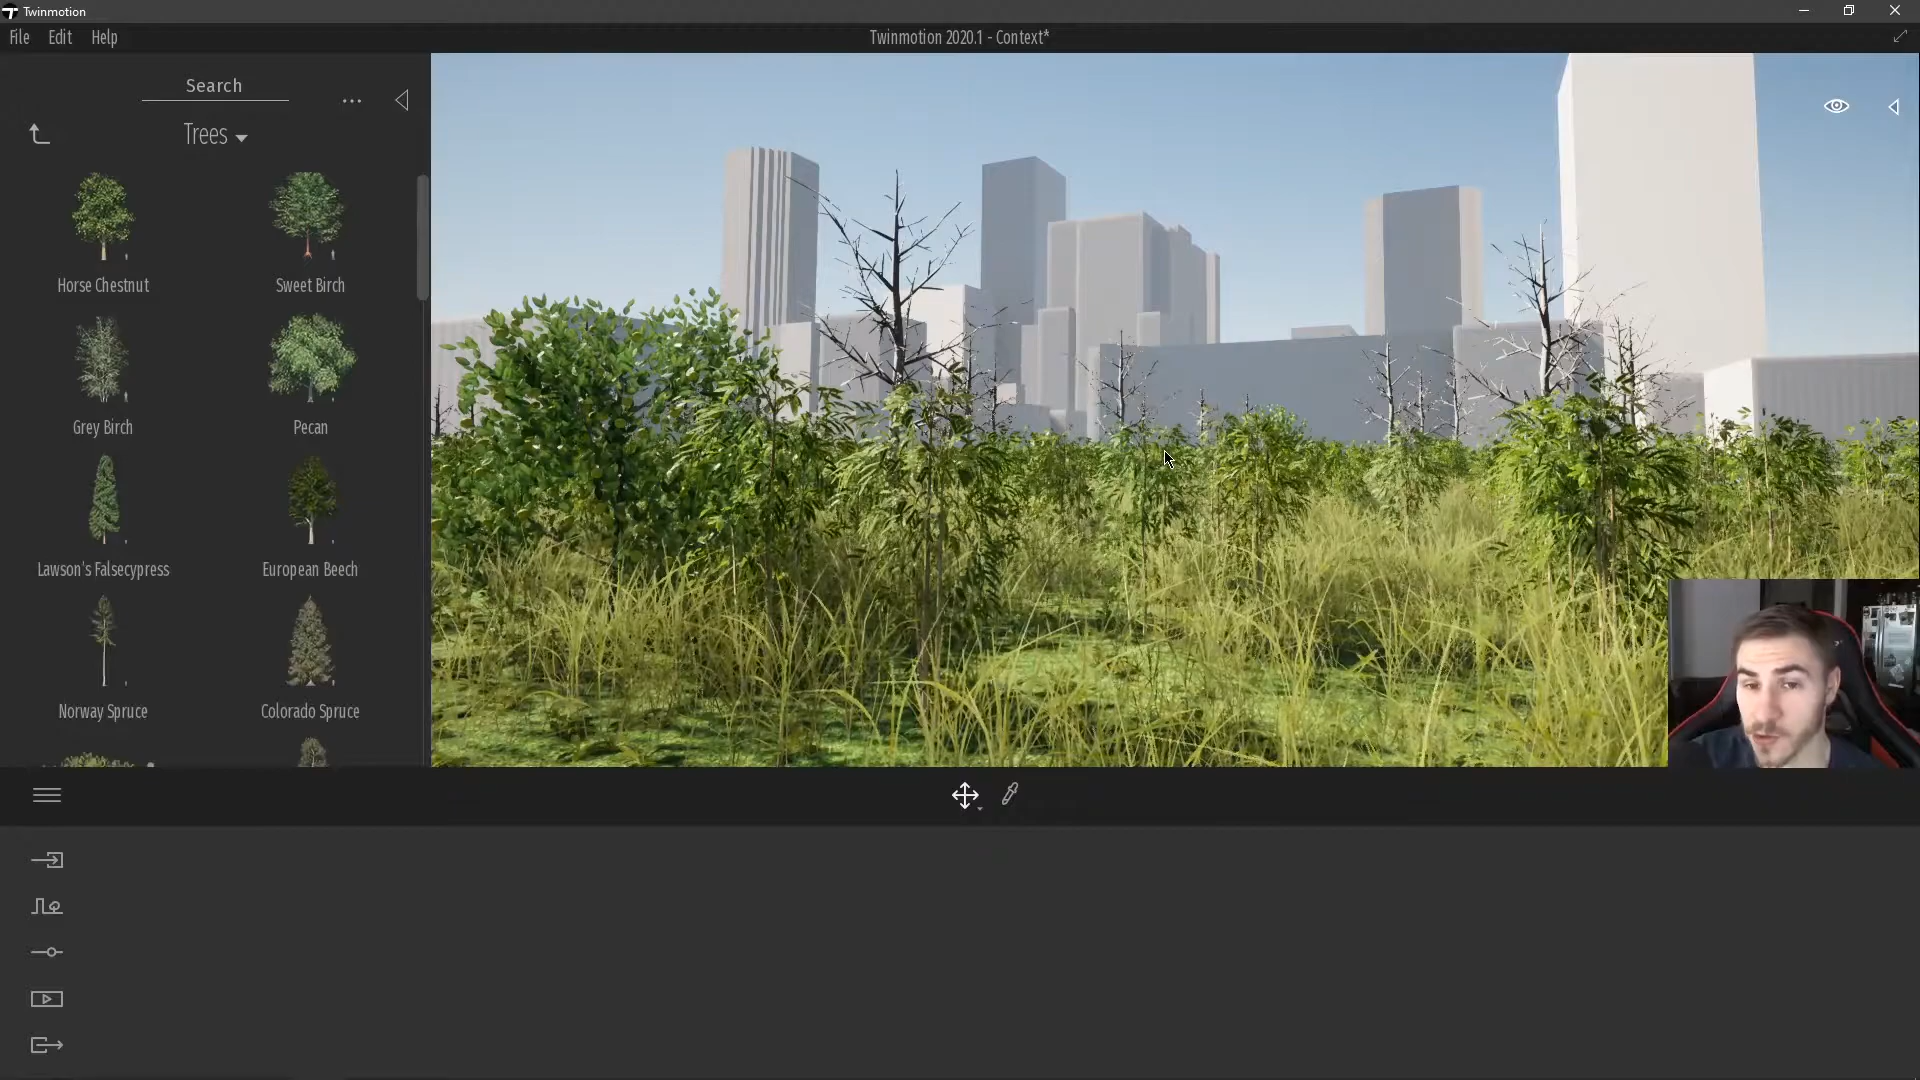 Twinmotion
File Edit Help
Twinmotion 2020.1 - Context*
Search
...
Trees
Horse Chestnut
Sweet Birch
Grey Birch
Pecan
Lawson's Falsecypress
European Beech
Norway Spruce
Colorado Spruce